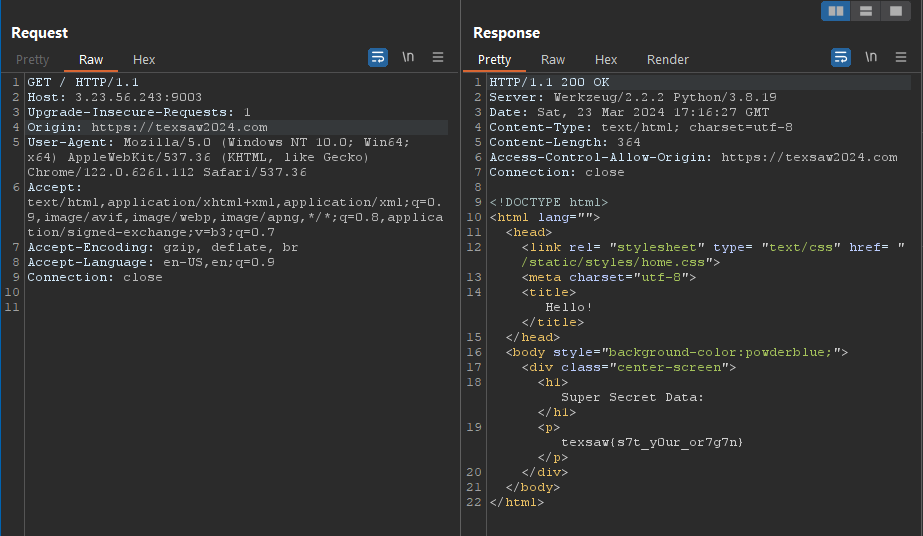 Request
Pretty Raw Hex \n
1 GET / HTTP/1.1
2 Host: 3.23.56.243:9003
3 Upgrade-Insecure-Requests: 1
4 Origin: https://texsaw2024.com
5 User-Agent: Mozilla/5.0 (Windows NT 10.0; Win64;
x64) AppleWebKit/537.36 (KHTML, like Gecko)
Chrome/122.0.6261.112 Safari/537.36
6 Accept:
text/html,application/xhtml+xml,application/xml;q=0.
9,image/avif,image/webp,image/apng,*/*;q=0.8,applica
tion/signed-exchange;v=b3;q=0.7
7 Accept-Encoding: gzip, deflate, br
8 Accept-Language: en-US,en;q=0.9
9 Connection: close
10
11
Response
Pretty Raw Hex Render \n
1 HTTP/1.1 200 OK
2 Server: Werkzeug/2.2.2 Python/3.8.19
3 Date: Sat, 23 Mar 2024 17:16:27 GMT
4 Content-Type: text/html; charset=utf-8
5 Content-Length: 364
6 Access-Control-Allow-Origin: https://texsaw2024.com
7 Connection: close
8
9 <!DOCTYPE html>
10 <html lang="">
11 <head>
12 <link rel= "stylesheet" type= "text/css" href= "
/static/styles/home.css">
13 <meta charset="utf-8">
14 <title>
Hello!
</title>
15 </head>
16 <body style="background-color:powderblue;">
17 <div class="center-screen">
18 <h1>
Super Secret Data:
</h1>
19 <p>
texsaw{s7t_y0ur_or7g7n}
</p>
20 </div>
21 </body>
22 </html>